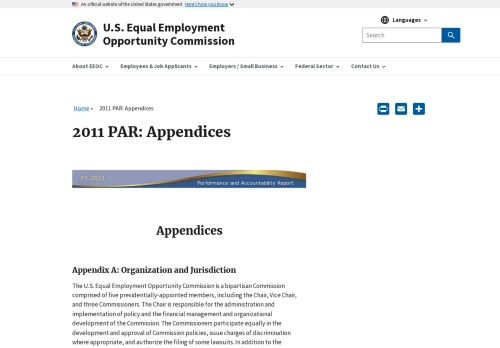 An official website of the United States government Here's how you know
U.S. Equal Employment
Opportunity Commission
Languages
Search
About EEOC
Employees & Job Applicants
Employers / Small Business
Federal Sector
Contact Us
Home » 2011 PAR: Appendices
2011 PAR: Appendices
FY 2011
Performance and Accountability Report
Appendices
Appendix A: Organization and Jurisdiction
The U.S. Equal Employment Opportunity Commission is a bipartisan Commission
comprised of five presidentially-appointed members, including the Chair, Vice Chair,
and three Commissioners. The Chair is responsible for the administration and
implementation of policy and the financial management and organizational
development of the Commission. The Commissioners participate equally in the
development and approval of Commission policies, issue charges of discrimination
where appropriate, and authorize the filing of some lawsuits. In addition to the